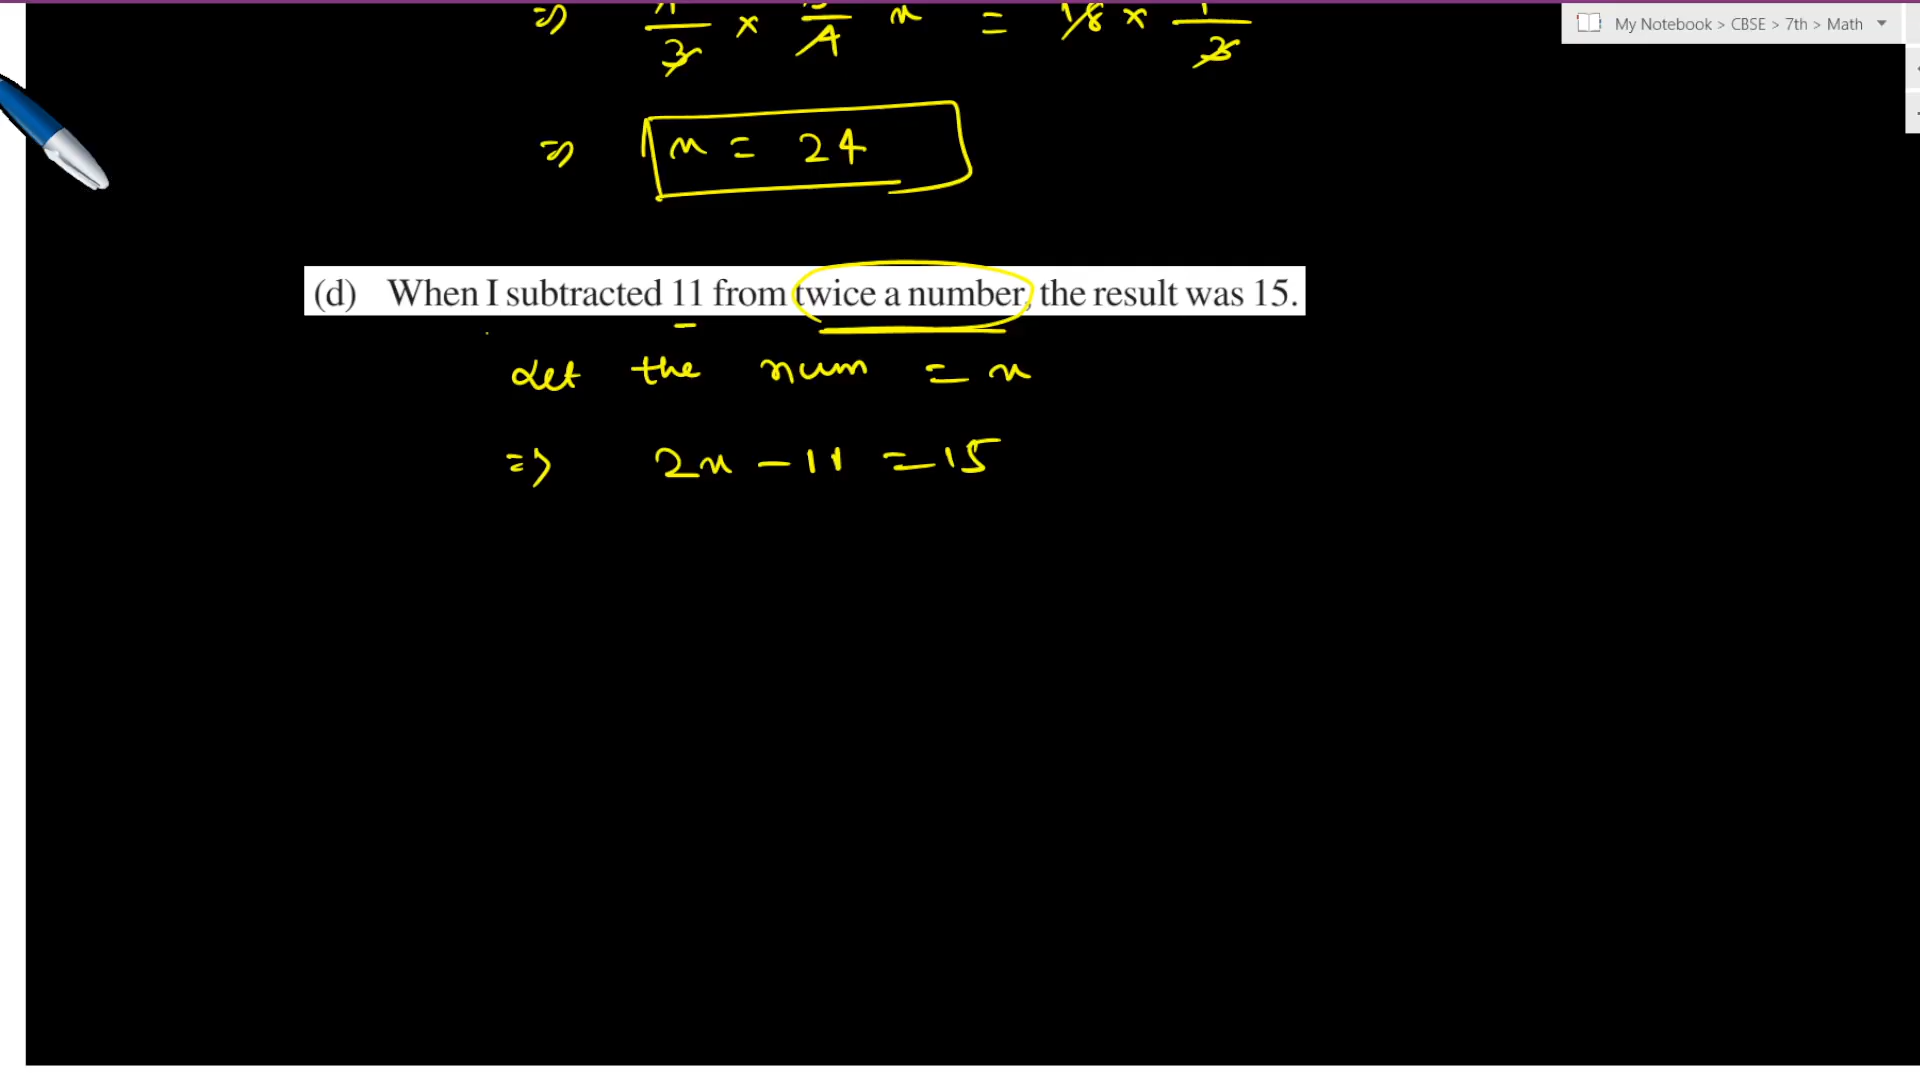 My Notebook > CBSE > 7th > Math
⇒ × x = 18 ×
⇒ x = 24
(d) When I subtracted 11 from twice a number, the result was 15.
Let the num = x
⇒ 2x - 11 = 15